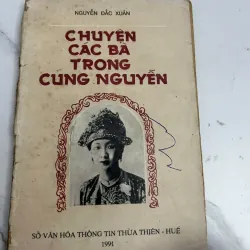 NGUYỄN ĐẮC XUÂN
CHUYỆN
CÁC BÀ
TRONG
CUNG NGUYỄN
SỞ VĂN HÓA THÔNG TIN THỪA THIÊN - HUẾ
1991